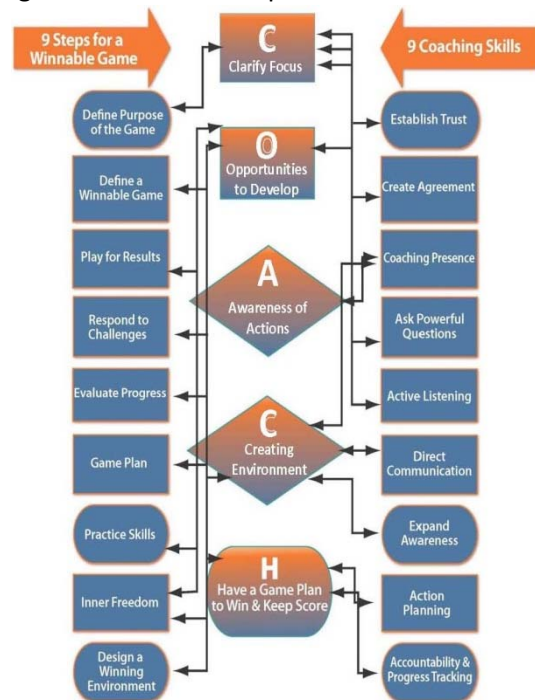 9 Steps for a
Winnable Game
C
Clarify Focus
9 Coaching Skills
Define Purpose
of the Game
Establish Trust
O
Opportunities
to Develop
Define a
Winnable Game
Create Agreement
Play for Results
Coaching Presence
A
Awareness of
Actions
Respond to
Challenges
Ask Powerful
Questions
Evaluate Progress
Active Listening
C
Creating
Environment
Game Plan
Direct
Communication
Practice Skills
Expand
Awareness
H
Have a Game Plan
to Win & Keep Score
Inner Freedom
Action
Planning
Design a
Winning
Environment
Accountability &
Progress Tracking